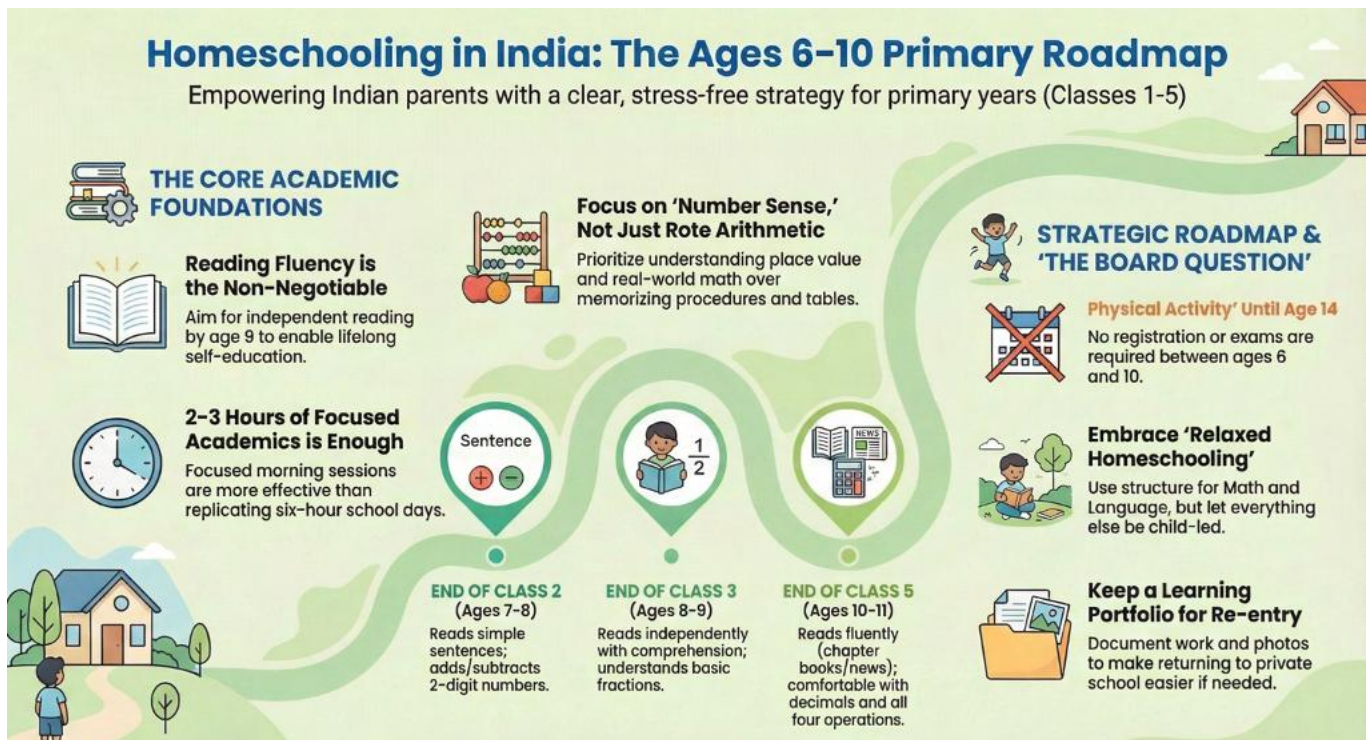 Homeschooling in India: The Ages 6-10 Primary Roadmap
Empowering Indian parents with a clear, stress-free strategy for primary years (Classes 1-5)
THE CORE ACADEMIC
FOUNDATIONS
Reading Fluency is
the Non-Negotiable
Aim for independent reading
by age 9 to enable lifelong
self-education.
2-3 Hours of Focused
Academics is Enough
Focused morning sessions
are more effective than
replicating six-hour school days.
Focus on ‘Number Sense,’
Not Just Rote Arithmetic
Prioritize understanding place value
and real-world math over
memorizing procedures and tables.
Sentence
+ −
1
2
NEWS
END OF CLASS 2
(Ages 7-8)
Reads simple
sentences;
adds/subtracts
2-digit numbers.
END OF CLASS 3
(Ages 8-9)
Reads independently
with comprehension;
understands basic
fractions.
END OF CLASS 5
(Ages 10-11)
Reads fluently
(chapter
books/news);
comfortable with
decimals and all
four operations.
STRATEGIC ROADMAP &
‘THE BOARD QUESTION’
Physical Activity’ Until Age 14
No registration or exams are
required between ages 6
and 10.
Embrace ‘Relaxed
Homeschooling’
Use structure for Math and
Language, but let everything
else be child-led.
Keep a Learning
Portfolio for Re-entry
Document work and photos
to make returning to private
school easier if needed.